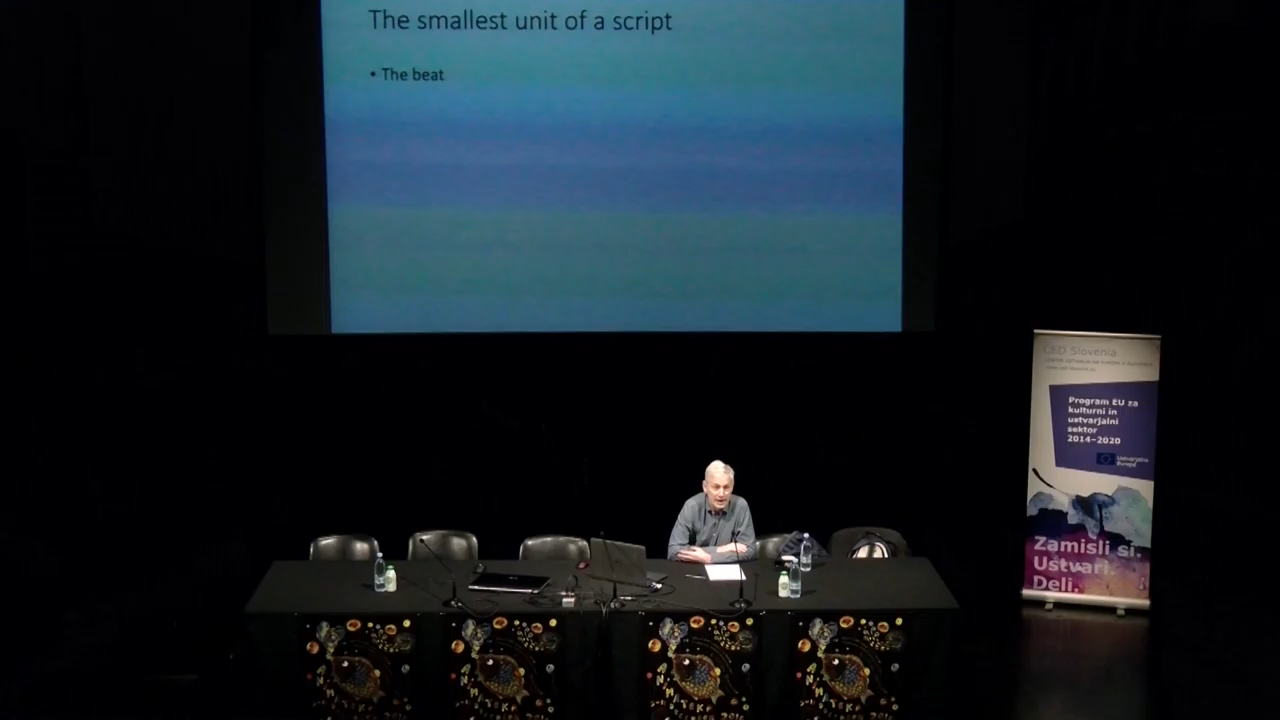 The smallest unit of a script
• The beat
CED Slovenia
Program EU za
kulturni in
ustvarjalni
sektor
2014–2020
Ustvarjalna
Evropa
Zamisli si.
Ustvari.
Deli.